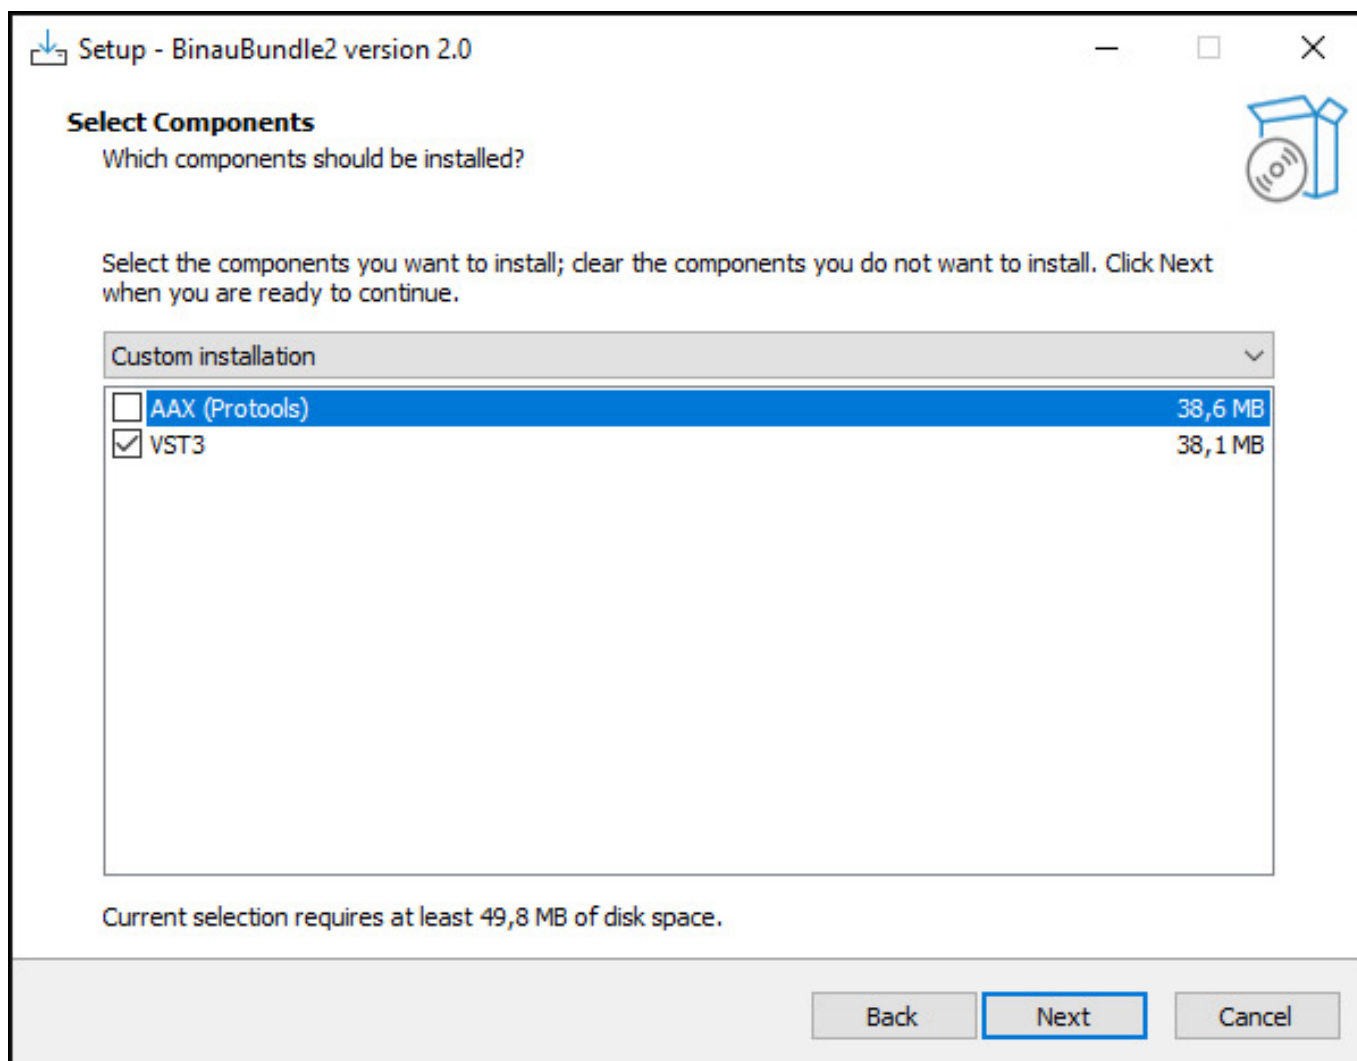 Setup - BinauBundle2 version 2.0
Select Components
Which components should be installed?
Select the components you want to install; clear the components you do not want to install. Click Next
when you are ready to continue.
Custom installation
AAX (Protools) 38,6 MB
VST3 38,1 MB
Current selection requires at least 49,8 MB of disk space.
Back Next Cancel